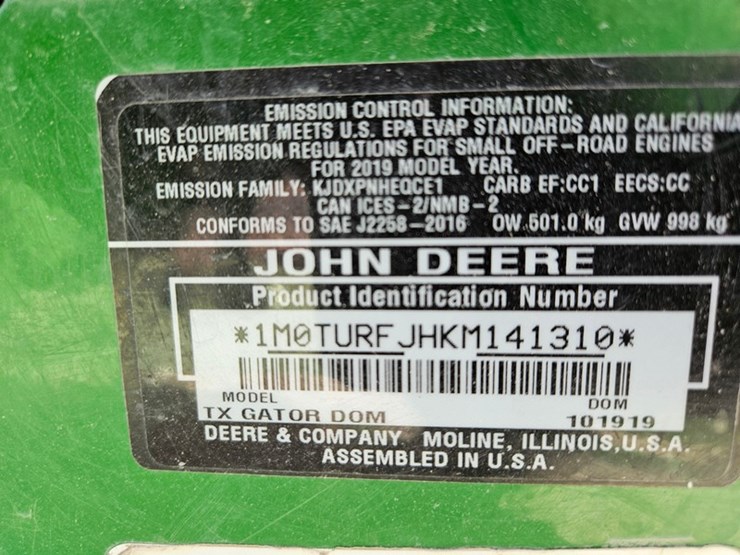 EMISSION CONTROL INFORMATION:
THIS EQUIPMENT MEETS U.S. EPA EVAP STANDARDS AND CALIFORNIA
EVAP EMISSION REGULATIONS FOR SMALL OFF-ROAD ENGINES
FOR 2019 MODEL YEAR.
EMISSION FAMILY: KJDXPNHEQCE1 CARB EF:CC1 EECS:CC
CAN ICES-2/NMB-2
CONFORMS TO SAE J2258-2016 OW 501.0 kg GVW 998 kg
JOHN DEERE
Product Identification Number
*1M0TURFJHKM141310*
MODEL DOM
TX GATOR DOM 101919
DEERE & COMPANY MOLINE, ILLINOIS,U.S.A.
ASSEMBLED IN U.S.A.